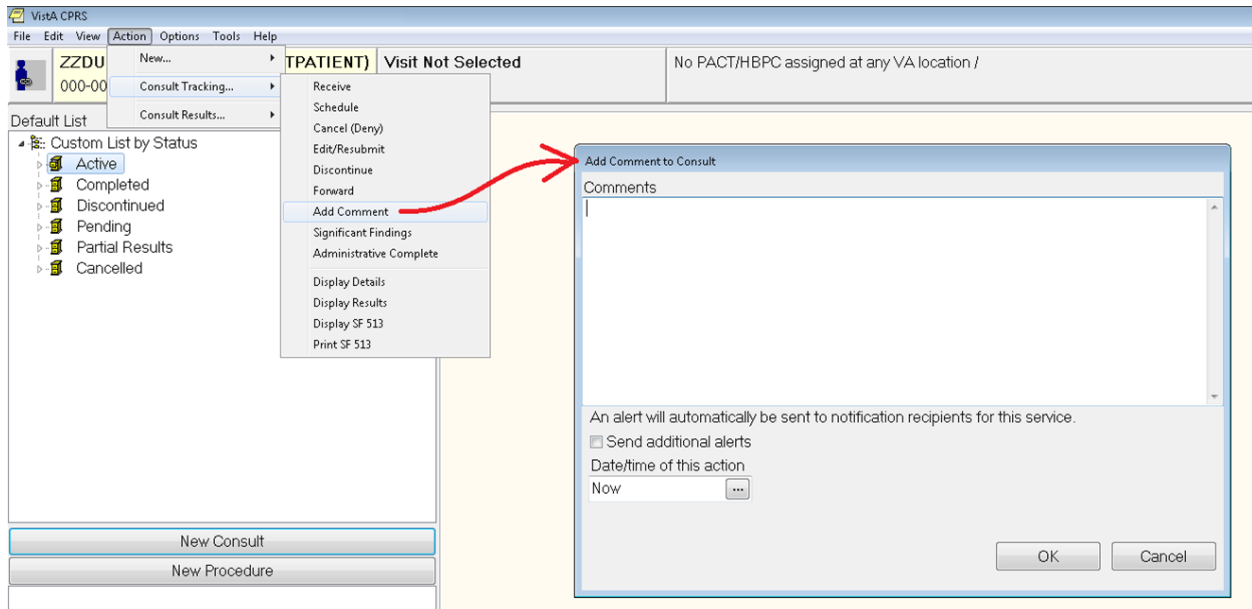 VistA CPRS
File Edit View Action Options Tools Help
ZZDU
000-00
TPATIENT)
Visit Not Selected
No PACT/HBPC assigned at any VA location /
New...
Consult Tracking...
Consult Results...
Receive
Schedule
Cancel (Deny)
Edit/Resubmit
Discontinue
Forward
Add Comment
Significant Findings
Administrative Complete
Display Details
Display Results
Display SF 513
Print SF 513
Default List
Custom List by Status
Active
Completed
Discontinued
Pending
Partial Results
Cancelled
New Consult
New Procedure
Add Comment to Consult
Comments
An alert will automatically be sent to notification recipients for this service.
Send additional alerts
Date/time of this action
Now ...
OK Cancel